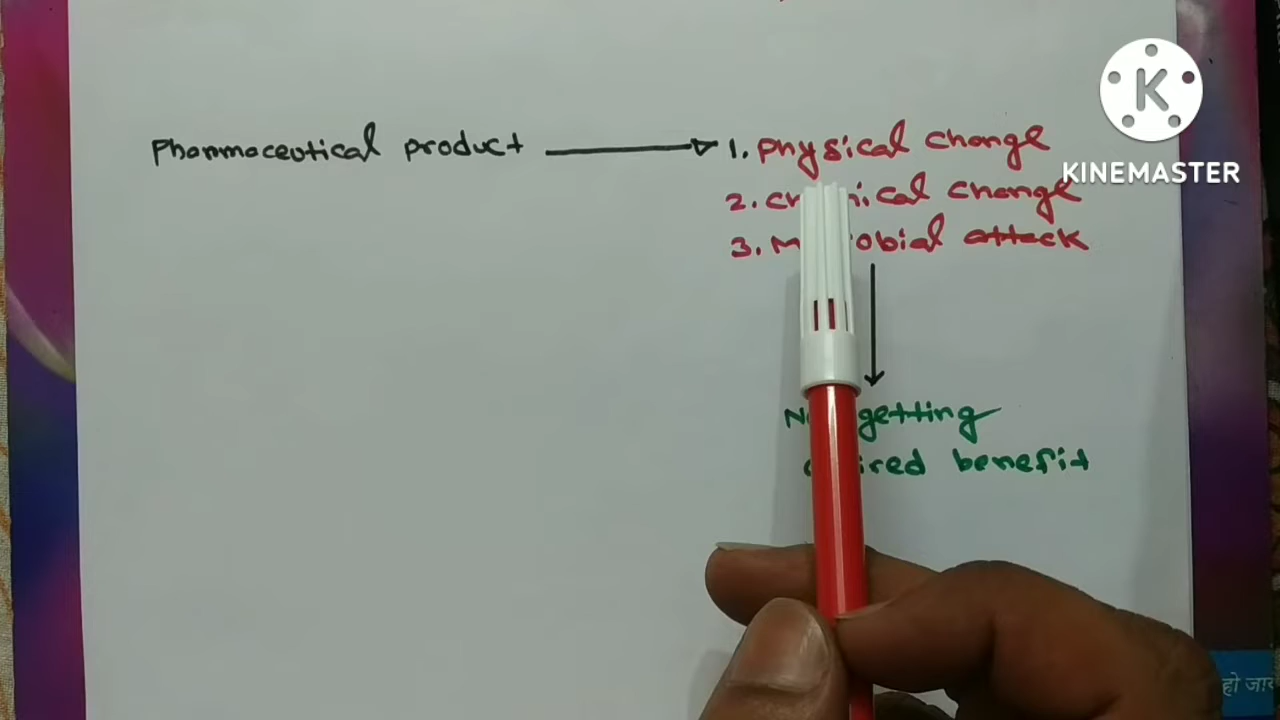 Pharmaceutical product 1. Physical change
2. change
3. attack
getting
benefit
K
KINEMASTER
हो जाय